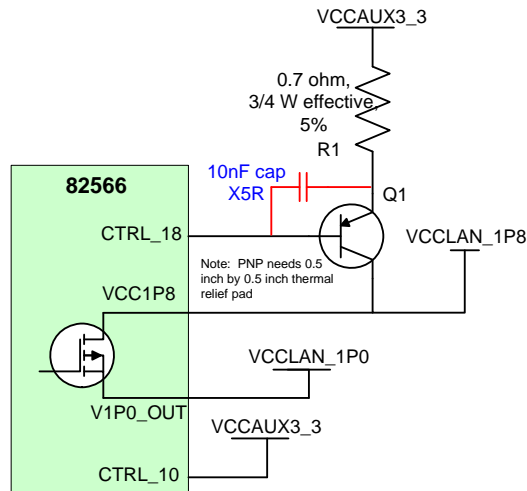 VCCAUX3_3
0.7 ohm,
3/4 W effective,
5%
R1
82566
10nF cap
X5R
Q1
CTRL_18
VCCLAN_1P8
Note: PNP needs 0.5
inch by 0.5 inch thermal
relief pad
VCC1P8
VCCLAN_1P0
V1P0_OUT
VCCAUX3_3
CTRL_10